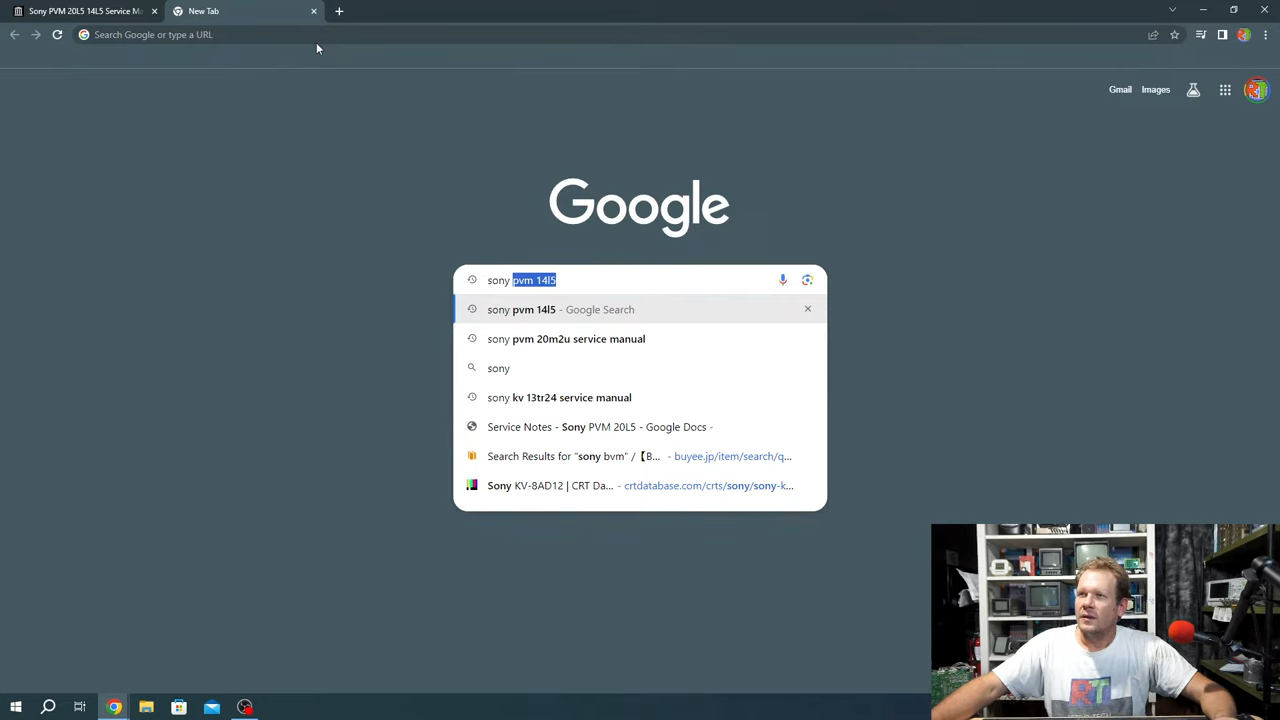 Sony PVM 20L5 14L5 Service Ma
New Tab
Search Google or type a URL
Gmail
Images
RT
Google
sony pvm 14l5
sony pvm 14l5 - Google Search
sony pvm 20m2u service manual
sony
sony kv 13tr24 service manual
Service Notes - Sony PVM 20L5 - Google Docs -
Search Results for "sony bvm" /【B... - buyee.jp/item/search/q...
Sony KV-8AD12 | CRT Da... - crtdatabase.com/crts/sony/sony-k...
RT